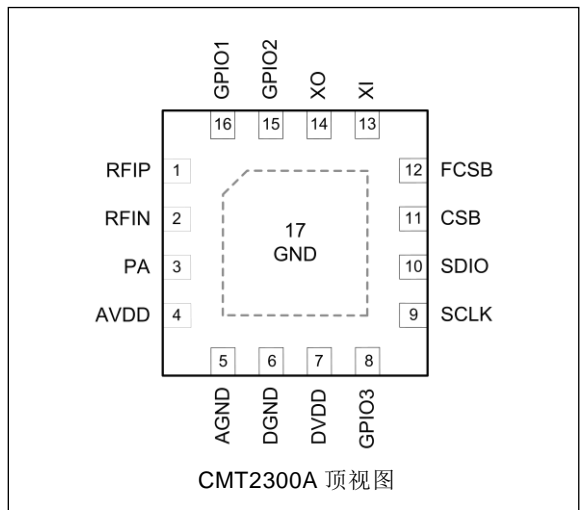 GPIO1
GPIO2
XO
XI
16
15
14
13
RFIP 1
12 FCSB
RFIN 2
11 CSB
17
GND
PA 3
10 SDIO
AVDD 4
9 SCLK
5
6
7
8
AGND
DGND
DVDD
GPIO3
CMT2300A 顶视图